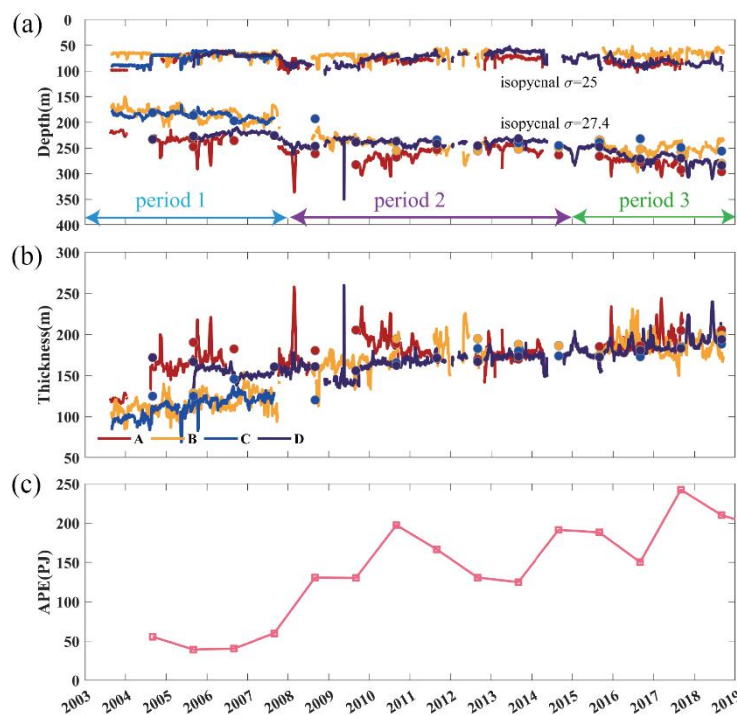 (a)
0
50
100
150
200
250
300
350
400
Depth(m)
isopycnal σ=25
isopycnal σ=27.4
period 1
period 2
period 3
(b)
300
250
200
150
100
50
Thickness(m)
A B C D
(c)
250
200
150
100
50
0
APE(PJ)
2003 2004 2005 2006 2007 2008 2009 2010 2011 2012 2013 2014 2015 2016 2017 2018 2019